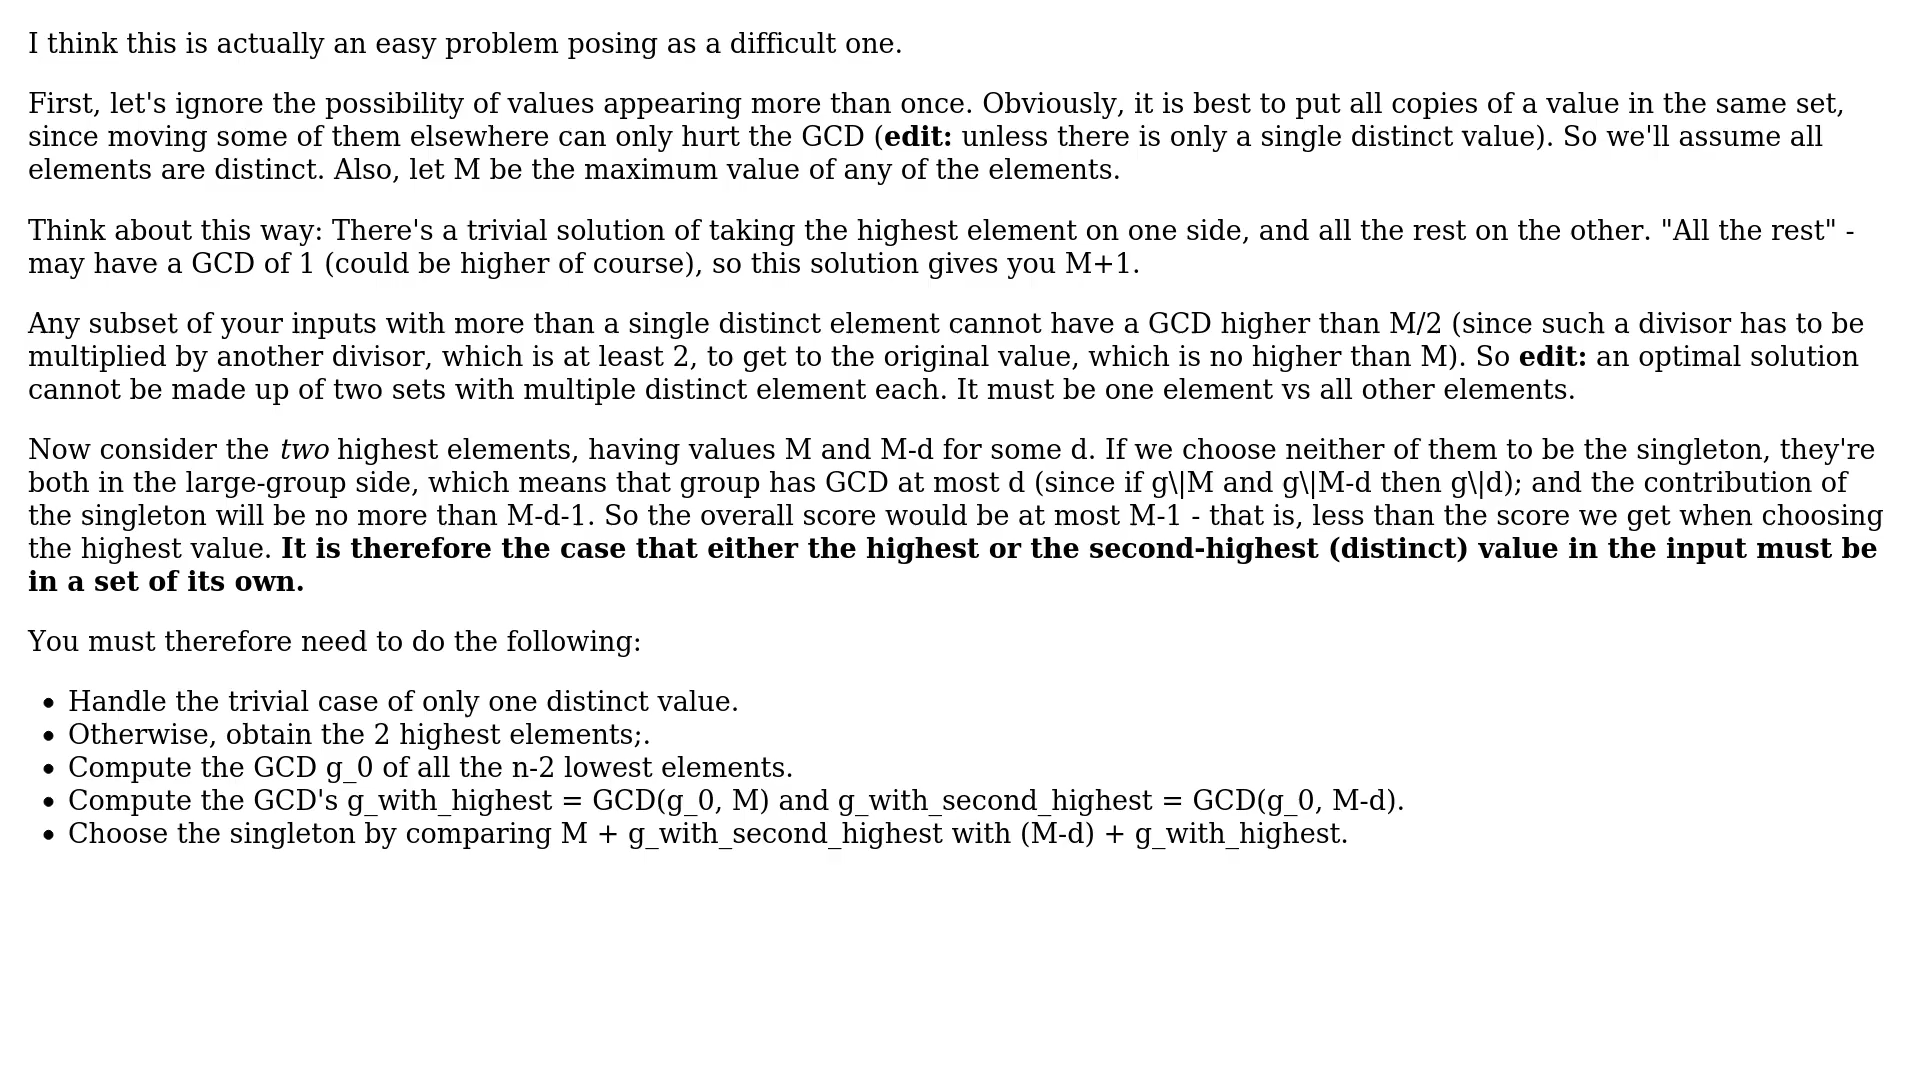 I think this is actually an easy problem posing as a difficult one.
First, let's ignore the possibility of values appearing more than once. Obviously, it is best to put all copies of a value in the same set,
since moving some of them elsewhere can only hurt the GCD (edit: unless there is only a single distinct value). So we'll assume all
elements are distinct. Also, let M be the maximum value of any of the elements.
Think about this way: There's a trivial solution of taking the highest element on one side, and all the rest on the other. "All the rest" -
may have a GCD of 1 (could be higher of course), so this solution gives you M+1.
Any subset of your inputs with more than a single distinct element cannot have a GCD higher than M/2 (since such a divisor has to be
multiplied by another divisor, which is at least 2, to get to the original value, which is no higher than M). So edit: an optimal solution
cannot be made up of two sets with multiple distinct element each. It must be one element vs all other elements.
Now consider the two highest elements, having values M and M-d for some d. If we choose neither of them to be the singleton, they're
both in the large-group side, which means that group has GCD at most d (since if g\|M and g\|M-d then g\|d); and the contribution of
the singleton will be no more than M-d-1. So the overall score would be at most M-1 - that is, less than the score we get when choosing
the highest value. It is therefore the case that either the highest or the second-highest (distinct) value in the input must be
in a set of its own.
You must therefore need to do the following:
• Handle the trivial case of only one distinct value.
• Otherwise, obtain the 2 highest elements;.
• Compute the GCD g_0 of all the n-2 lowest elements.
• Compute the GCD's g_with_highest = GCD(g_0, M) and g_with_second_highest = GCD(g_0, M-d).
• Choose the singleton by comparing M + g_with_second_highest with (M-d) + g_with_highest.